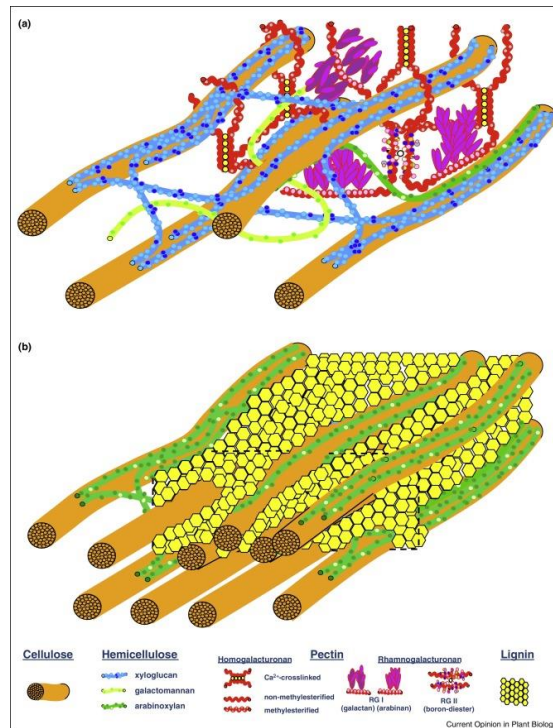 (a)
(b)
Cellulose
Hemicellulose
xyloglucan
galactomannan
arabinoxylan
Pectin
Homogalacturonan
Ca²⁺-crosslinked
non-methylesterified
methylesterified
Rhamnogalacturonan
RG I
(galactan) (arabinan)
RG II
(boron-diester)
Lignin
Current Opinion in Plant Biology